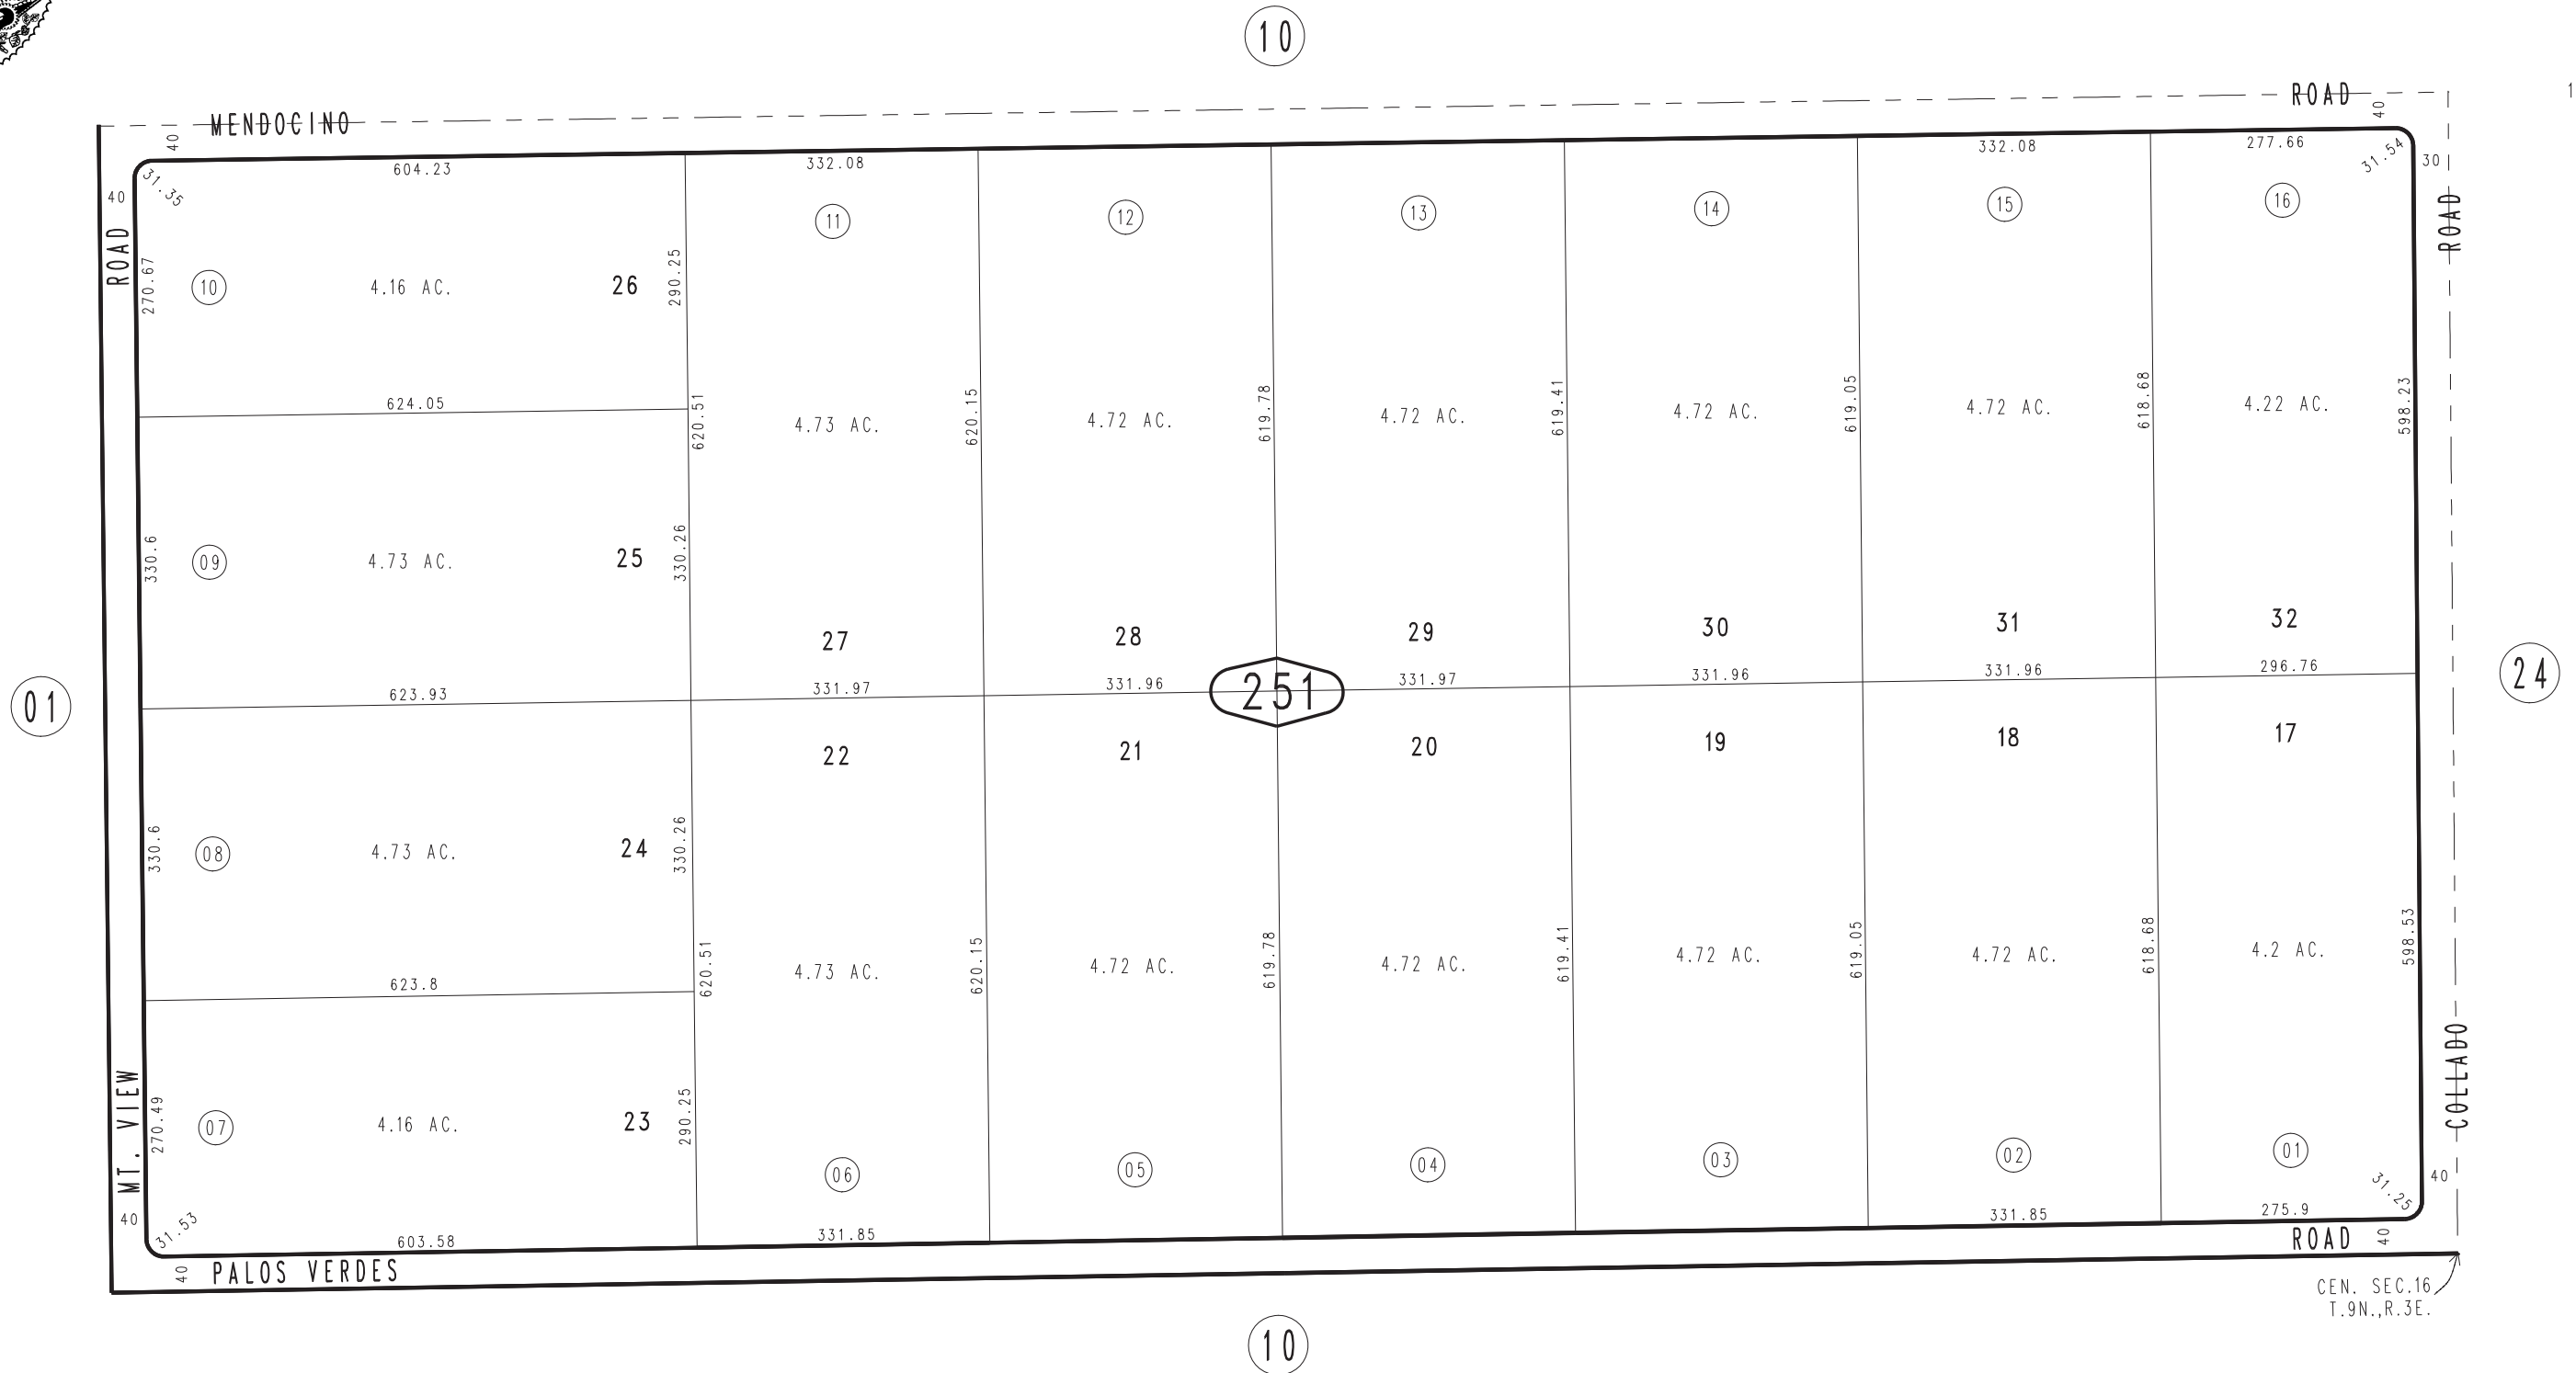 10
1
MENDOCINO ROAD
40 40
604.23 332.08 332.08 277.66
31.35 31.54
40 30
ROAD ROAD
11 12 13 14 15 16
270.67 10 4.16 AC. 26 290.25
624.05
620.51 4.73 AC. 620.15 4.72 AC. 619.78 4.72 AC. 619.41 4.72 AC. 619.05 4.72 AC. 618.68 4.22 AC. 598.23
330.6 09 4.73 AC. 25 330.26
27 28 29 30 31 32
623.93 331.97 331.96 331.97 331.96 331.96 296.76
01 251 24
22 21 20 19 18 17
330.6 08 4.73 AC. 24 330.26
623.8
620.51 4.73 AC. 620.15 4.72 AC. 619.78 4.72 AC. 619.41 4.72 AC. 619.05 4.72 AC. 618.68 4.2 AC. 598.53
MT. VIEW COLLADO
270.49 07 4.16 AC. 23 290.25
06 05 04 03 02 01
40 40
31.53 31.25
603.58 331.85 331.85 275.9
40 PALOS VERDES ROAD 40
CEN. SEC.16
T.9N.,R.3E.
10